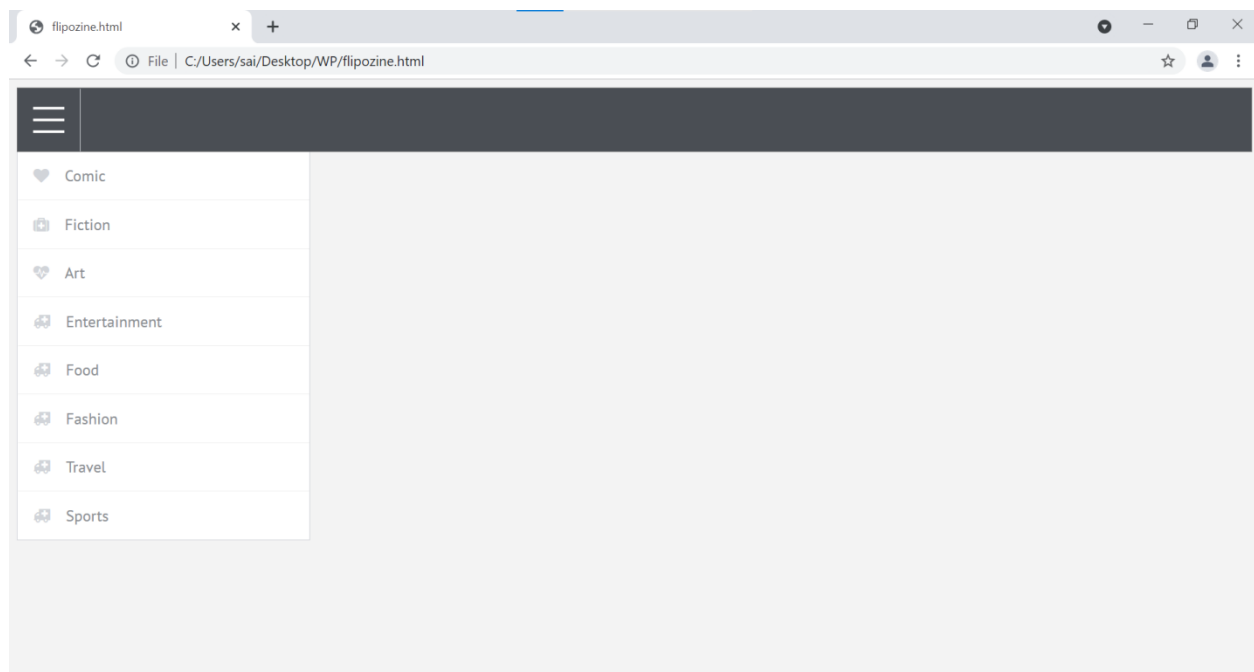 flipozine.html
File | C:/Users/sai/Desktop/WP/flipozine.html
Comic
Fiction
Art
Entertainment
Food
Fashion
Travel
Sports